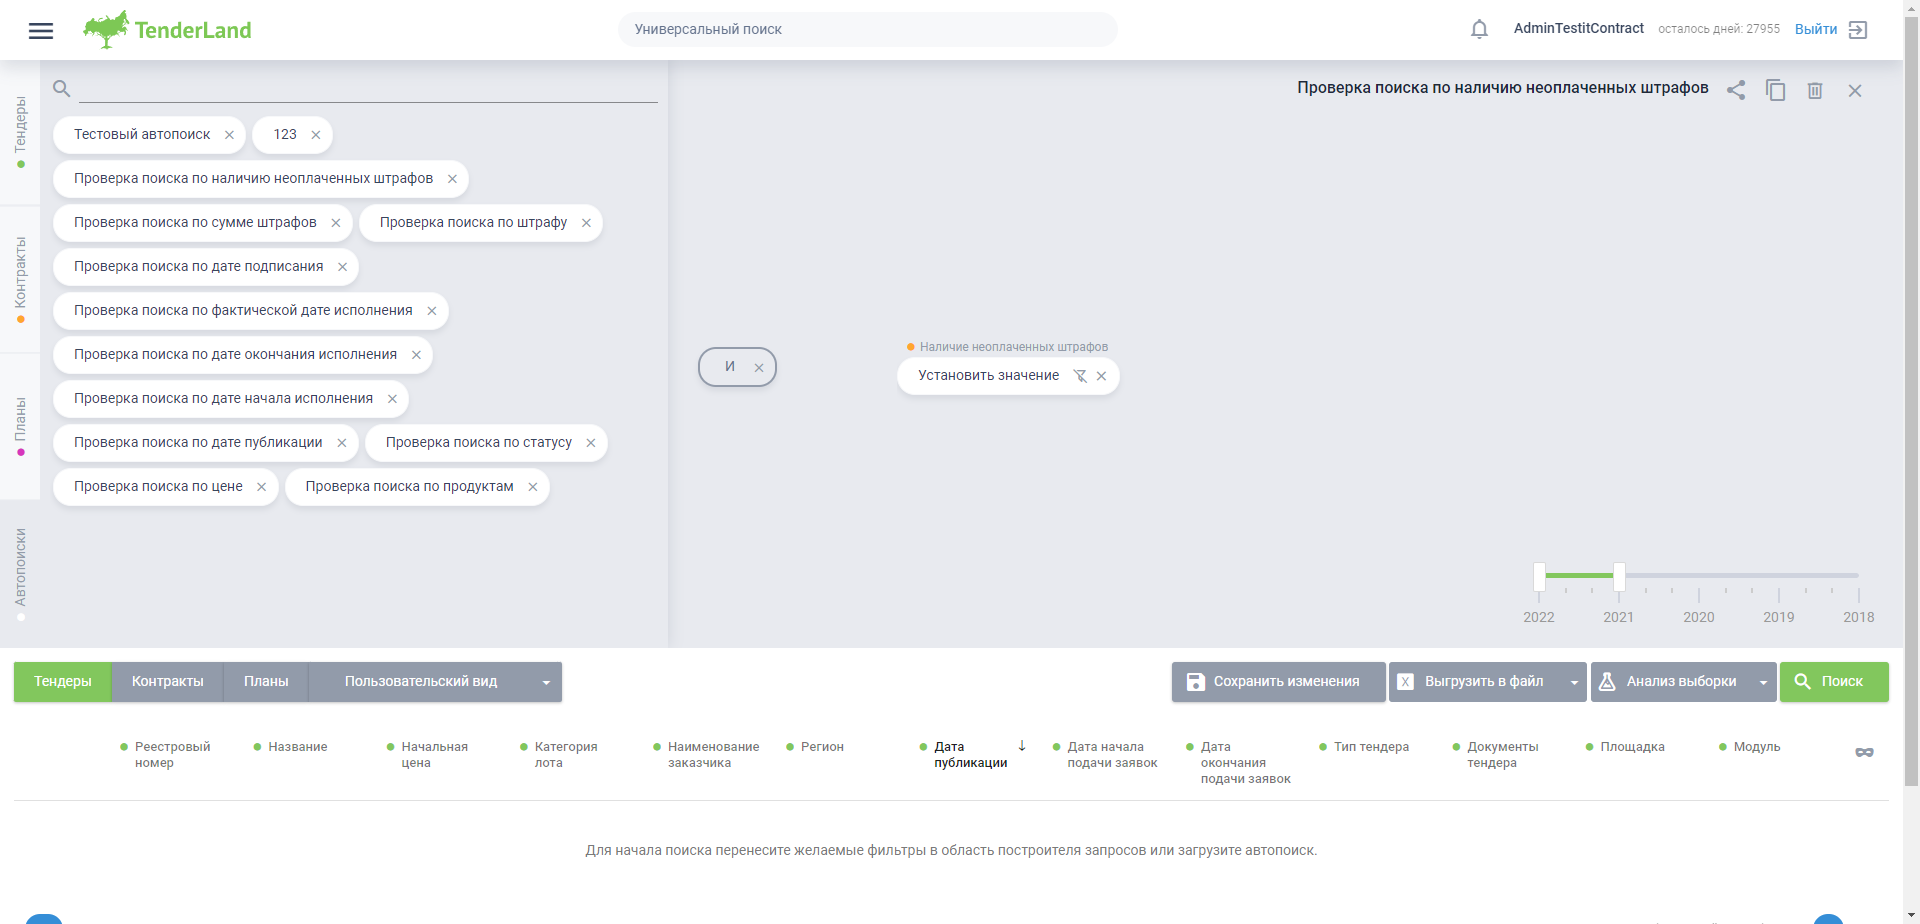 TenderLand
Универсальный поиск
AdminTestitContract
осталось дней: 27955
Выйти
Тендеры
Контракты
Планы
Автопоиски
Тестовый автопоиск
123
Проверка поиска по наличию неоплаченных штрафов
Проверка поиска по сумме штрафов
Проверка поиска по штрафу
Проверка поиска по дате подписания
Проверка поиска по фактической дате исполнения
Проверка поиска по дате окончания исполнения
Проверка поиска по дате начала исполнения
Проверка поиска по дате публикации
Проверка поиска по статусу
Проверка поиска по цене
Проверка поиска по продуктам
Проверка поиска по наличию неоплаченных штрафов
И
Наличие неоплаченных штрафов
Установить значение
2022
2021
2020
2019
2018
Тендеры
Контракты
Планы
Пользовательский вид
Сохранить изменения
X
Выгрузить в файл
Анализ выборки
Поиск
Реестровый
номер
Название
Начальная
цена
Категория
лота
Наименование
заказчика
Регион
Дата
публикации
Дата начала
подачи заявок
Дата
окончания
подачи заявок
Тип тендера
Документы
тендера
Площадка
Модуль
Для начала поиска перенесите желаемые фильтры в область построителя запросов или загрузите автопоиск.